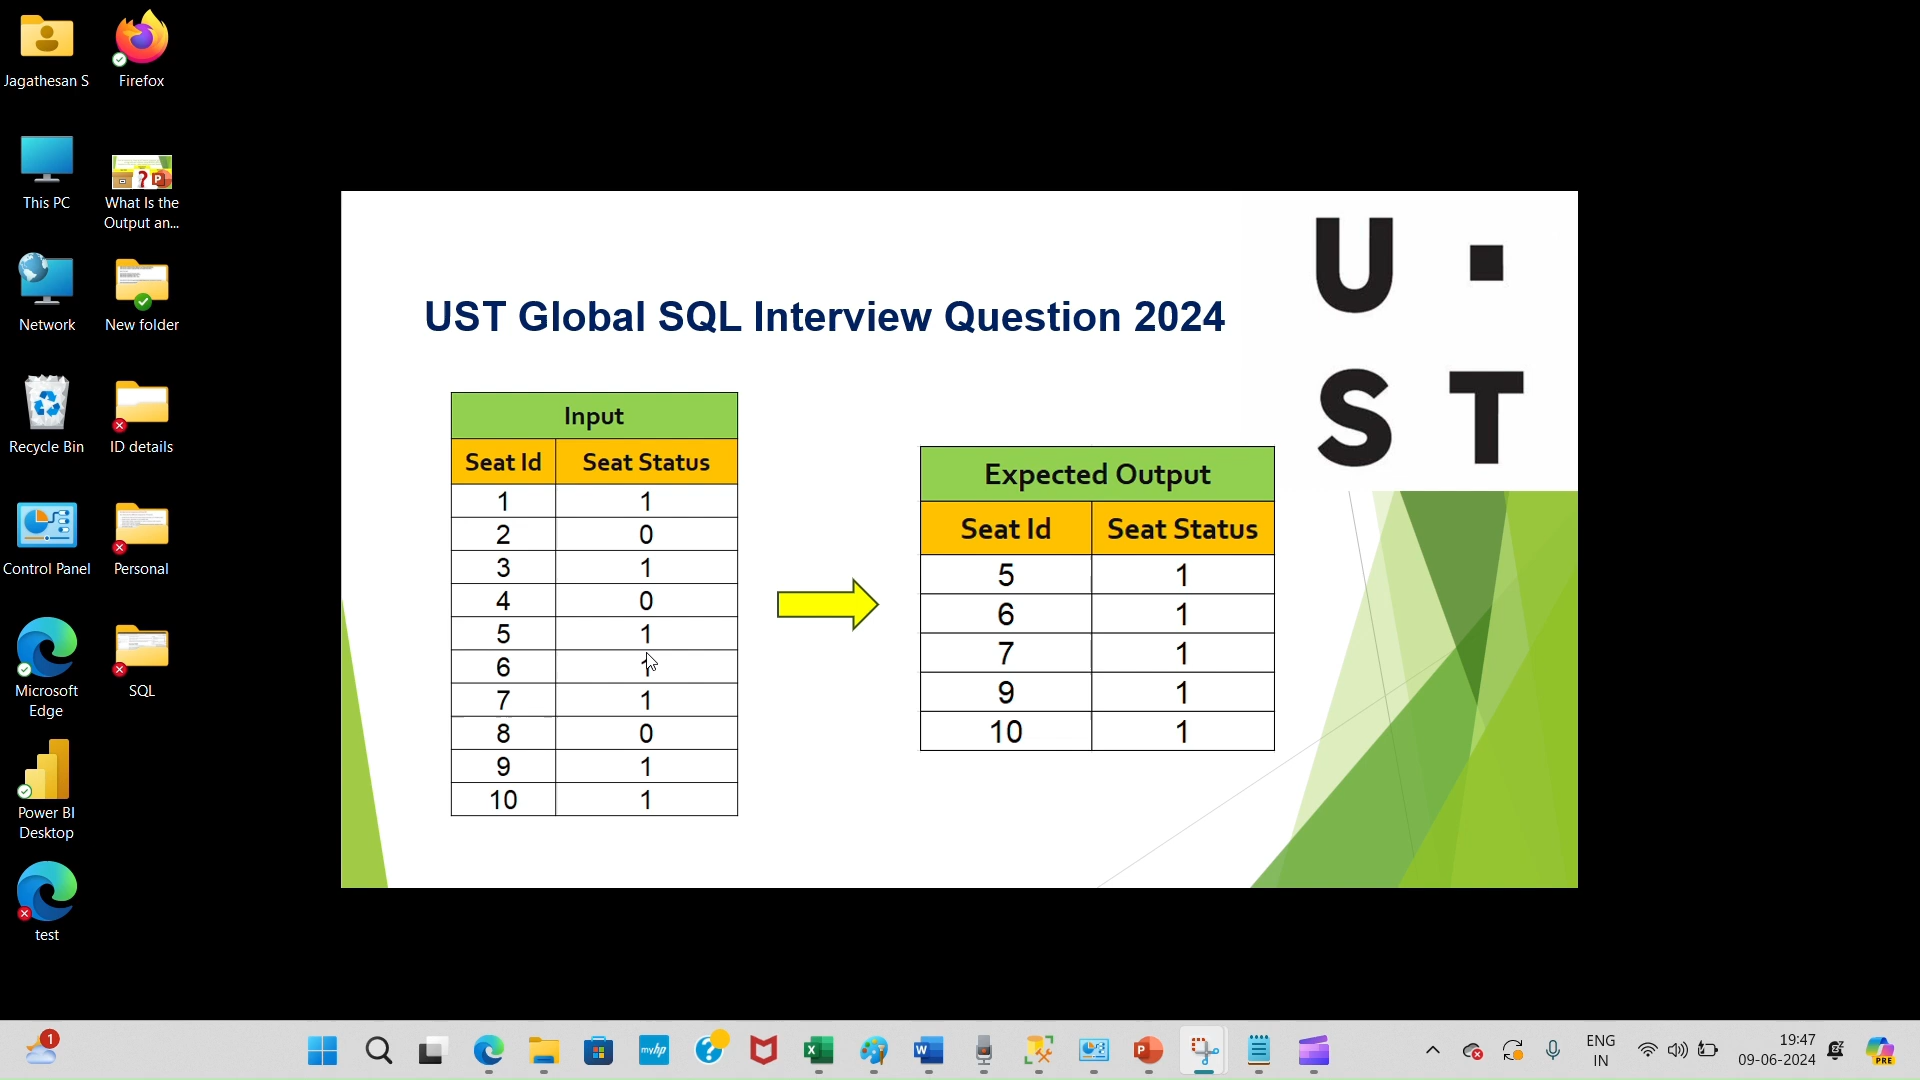 Jagathesan S
Firefox
This PC
What Is the
Output an...
Network
New folder
Recycle Bin
ID details
Control Panel
Personal
Microsoft
Edge
SQL
Power BI
Desktop
test
UST Global SQL Interview Question 2024
U
S T
Input
Seat Id Seat Status
1 1
2 0
3 1
4 0
5 1
6 1
7 1
8 0
9 1
10 1
Expected Output
Seat Id Seat Status
5 1
6 1
7 1
9 1
10 1
1
myhp
?
X
W
P
ENG
IN
19:47
09-06-2024
PRE